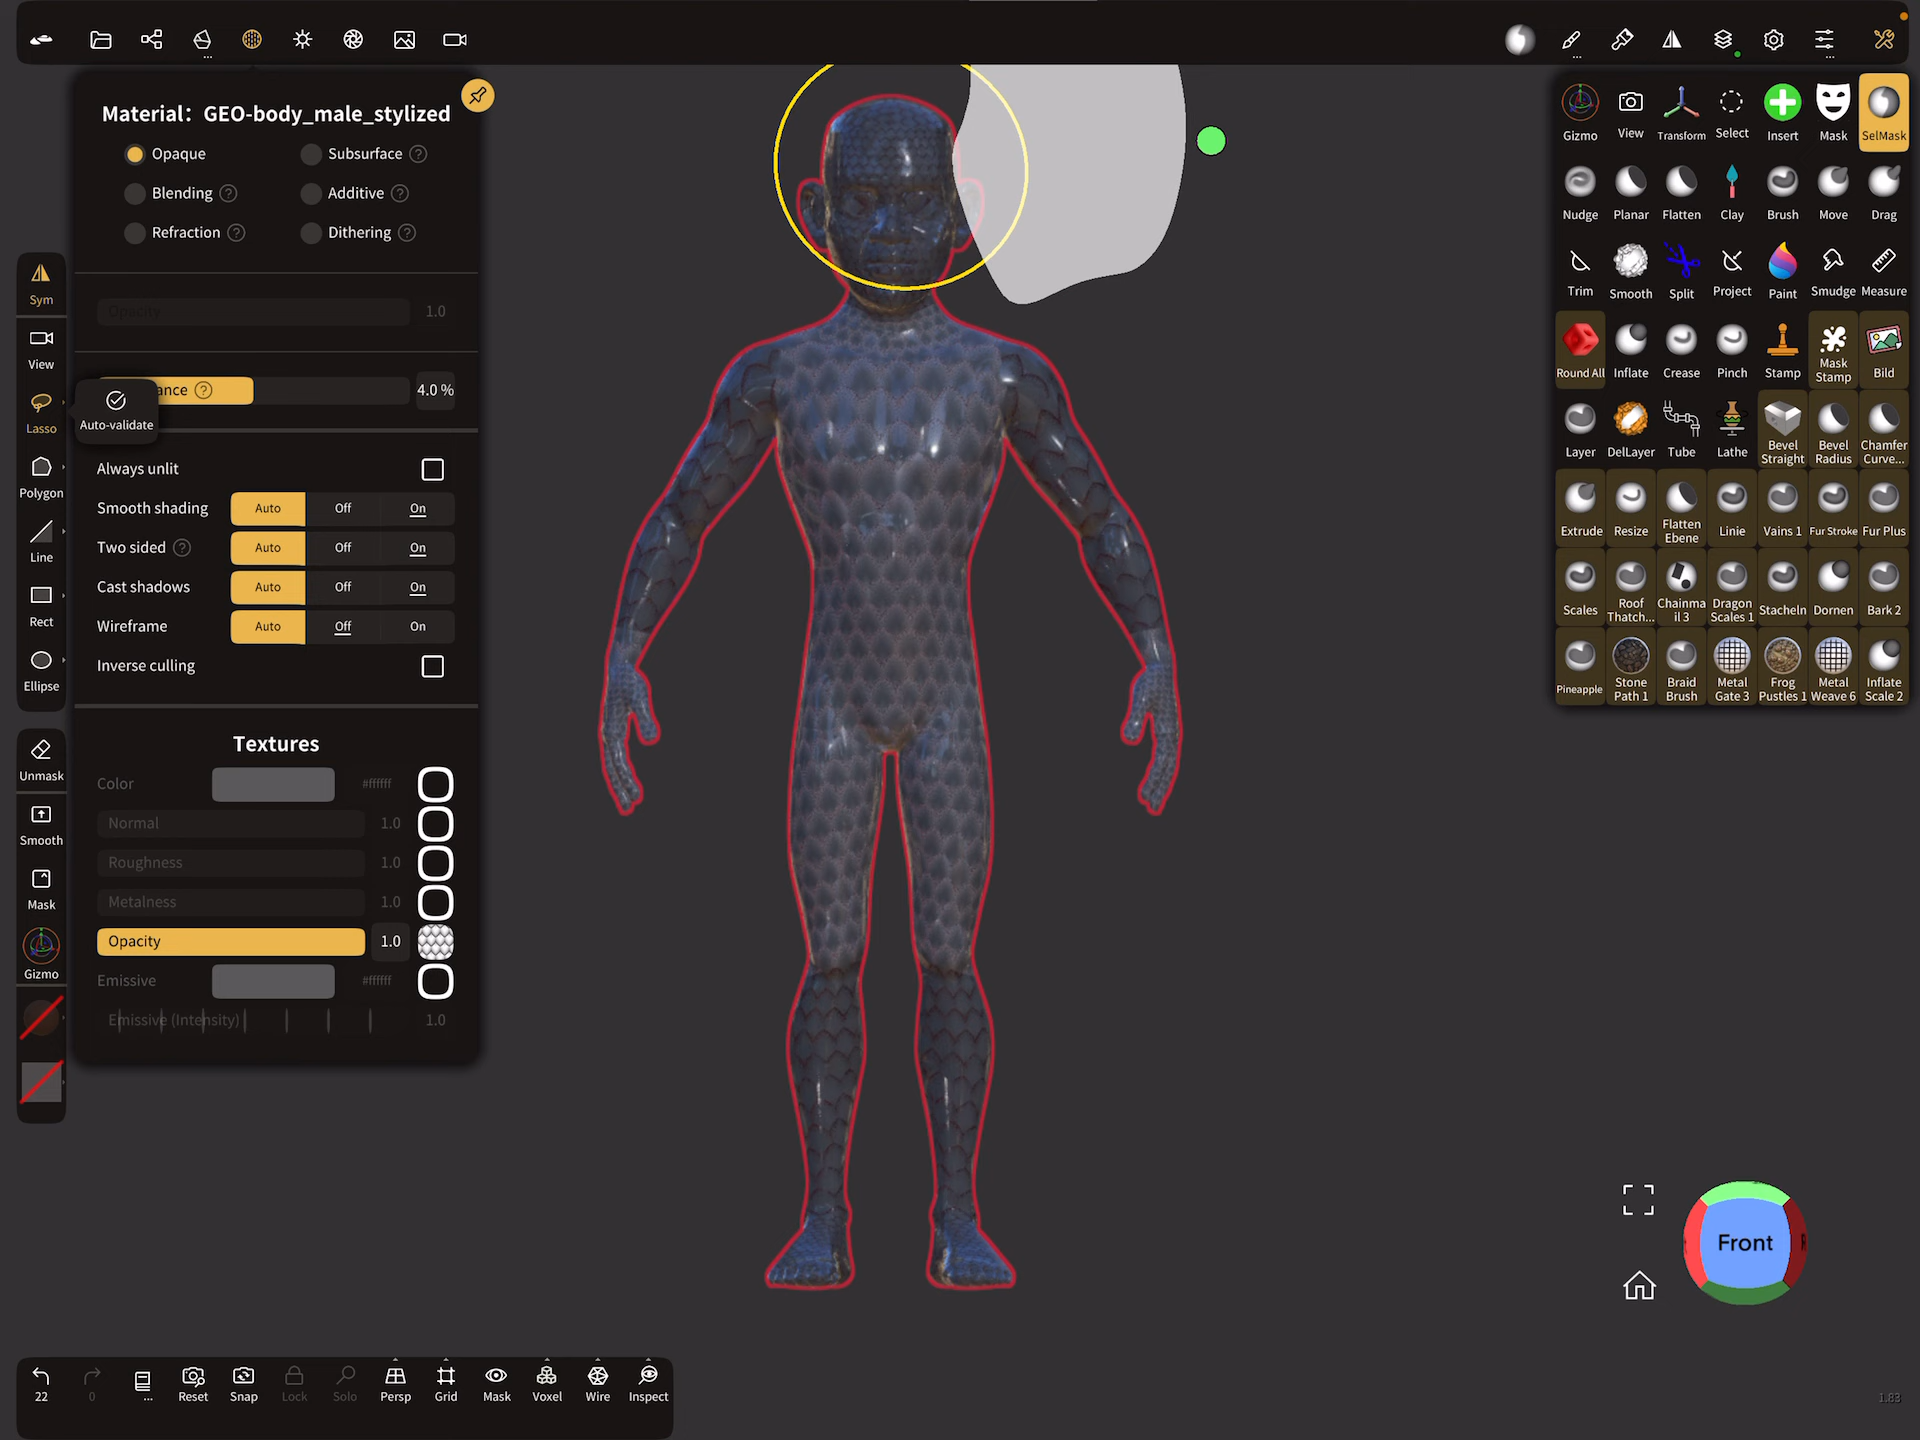 Material: GEO-body_male_stylized
Opaque
Subsurface ?
Blending ?
Additive ?
Refraction ?
Dithering ?
Opacity 1.0
ance ? 4.0 %
Auto-validate
Always unlit
Smooth shading Auto Off On
Two sided ? Auto Off On
Cast shadows Auto Off On
Wireframe Auto Off On
Inverse culling
Textures
Color #ffffff
Normal 1.0
Roughness 1.0
Metalness 1.0
Opacity 1.0
Emissive #ffffff
Emissive (Intensity) 1.0
Sym
View
Lasso
Polygon
Line
Rect
Ellipse
Unmask
Smooth
Mask
Gizmo
Gizmo View Transform Select Insert Mask SelMask
Nudge Planar Flatten Clay Brush Move Drag
Trim Smooth Split Project Paint Smudge Measure
Round All Inflate Crease Pinch Stamp Mask Stamp Bild
Layer DelLayer Tube Lathe Bevel Straight Bevel Radius Chamfer Curve...
Extrude Resize Flatten Ebene Linie Vains 1 Fur Stroke Fur Plus
Scales Roof Thatch... Chainmail 3 Dragon Scales 1 Stacheln Dornen Bark 2
Pineapple Stone Path 1 Braid Brush Metal Gate 3 Frog Pustles 1 Metal Weave 6 Inflate Scale 2
Front
R
22 0 ... Reset Snap Lock Solo Persp Grid Mask Voxel Wire Inspect
1.83